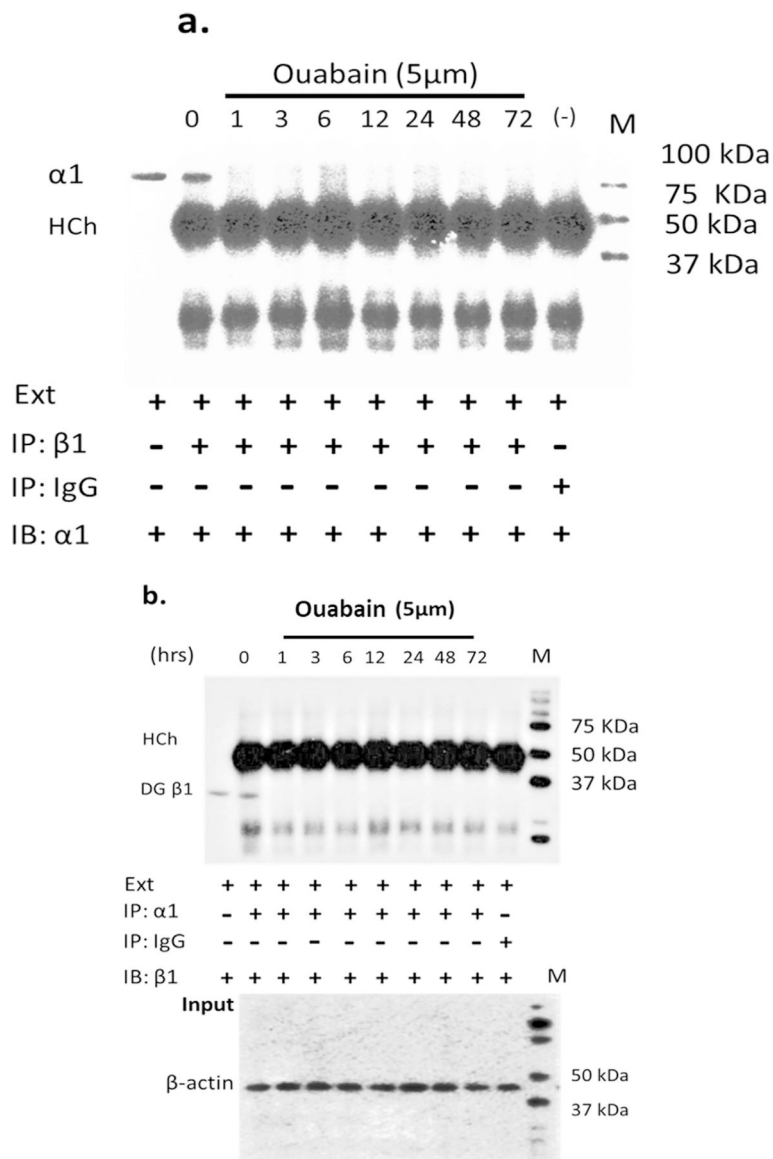 a.
Ouabain (5μm)
0 1 3 6 12 24 48 72 (-) M
100 kDa
α1
75 KDa
HCh
50 kDa
37 kDa
Ext + + + + + + + + + +
IP: β1 - + + + + + + + + -
IP: IgG - - - - - - - - - +
IB: α1 + + + + + + + + + +
b.
Ouabain (5μm)
(hrs) 0 1 3 6 12 24 48 72 M
75 KDa
HCh
50 kDa
37 kDa
DG β1
Ext + + + + + + + + + +
IP: α1 - + + + + + + + + -
IP: IgG - - - - - - - - - +
IB: β1 + + + + + + + + + + M
Input
β-actin
50 kDa
37 kDa